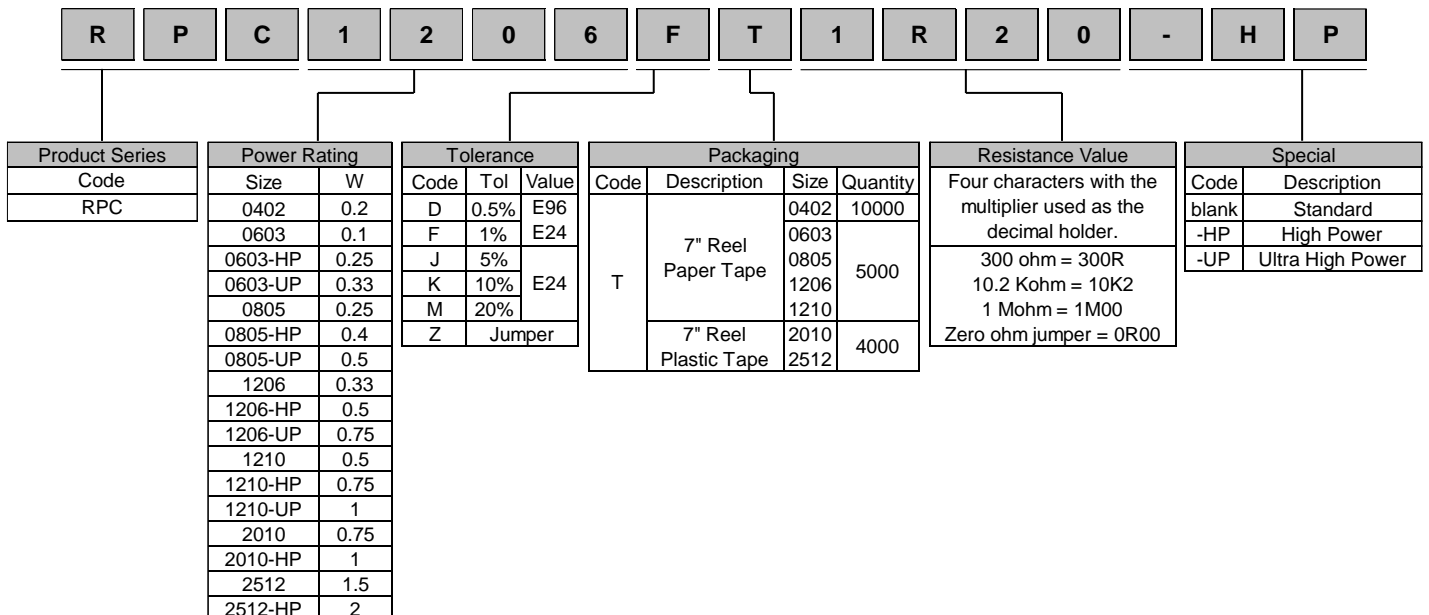 R P C 1 2 0 6 F T 1 R 2 0 - H P
Product Series
Code
RPC
Power Rating
Size W
0402 0.2
0603 0.1
0603-HP 0.25
0603-UP 0.33
0805 0.25
0805-HP 0.4
0805-UP 0.5
1206 0.33
1206-HP 0.5
1206-UP 0.75
1210 0.5
1210-HP 0.75
1210-UP 1
2010 0.75
2010-HP 1
2512 1.5
2512-HP 2
Tolerance
Code Tol Value
D 0.5% E96
F 1% E24
J 5%
K 10% E24
M 20%
Z Jumper
Packaging
Code Description Size Quantity
T
7" Reel
Paper Tape
0402 10000
0603
0805
1206
1210
5000
7" Reel
Plastic Tape
2010
2512
4000
Resistance Value
Four characters with the
multiplier used as the
decimal holder.
300 ohm = 300R
10.2 Kohm = 10K2
1 Mohm = 1M00
Zero ohm jumper = 0R00
Special
Code Description
blank Standard
-HP High Power
-UP Ultra High Power